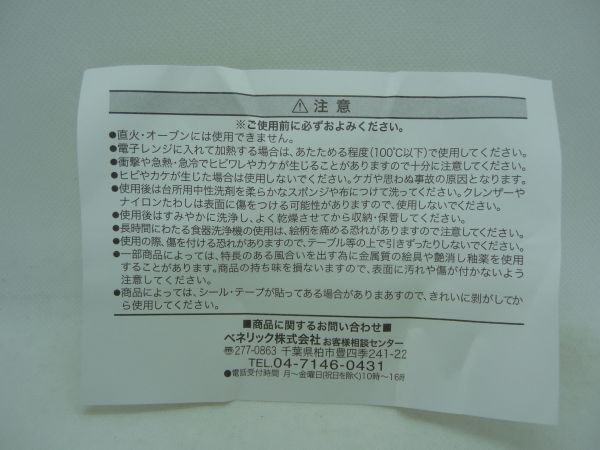 ⚠注意
※ご使用前に必ずおよみください。
●直火・オーブンには使用できません。
●電子レンジに入れて加熱する場合は、あたためる程度(100℃以下)で使用してください。
●衝撃や急熱・急冷でヒビワレやカケが生じることがありますので十分に注意してください。
●ヒビやカケが生じた場合は使用しないでください。ケガや思わぬ事故の原因となります。
●使用後は台所用中性洗剤を柔らかなスポンジや布につけて洗ってください。クレンザーや
ナイロンたわしは表面に傷をつける可能性がありますので、使用しないでください。
●使用後はすみやかに洗浄し、よく乾燥させてから収納・保管してください。
●長時間にわたる食器洗浄機の使用は、絵柄を痛める恐れがありますので注意してください。
●使用の際、傷を付ける恐れがありますので、テーブル等の上で引きずったりしないでください。
●一部商品によっては、特長のある風合いを出す為に金属質の絵具や艶消し釉薬を使用
することがあります。商品の持ち味を損ないますので、表面に汚れや傷が付かないよう
注意してください。
●商品によっては、シール・テープが貼ってある場合がありまあすので、きれいに剥がしてか
ら使用してください。
■商品に関するお問い合わせ■
ベネリック株式会社 お客様相談センター
〒277-0863 千葉県柏市豊四季241-22
TEL.04-7146-0431
●電話受付時間 月～金曜日(祝日を除く)10時～16時